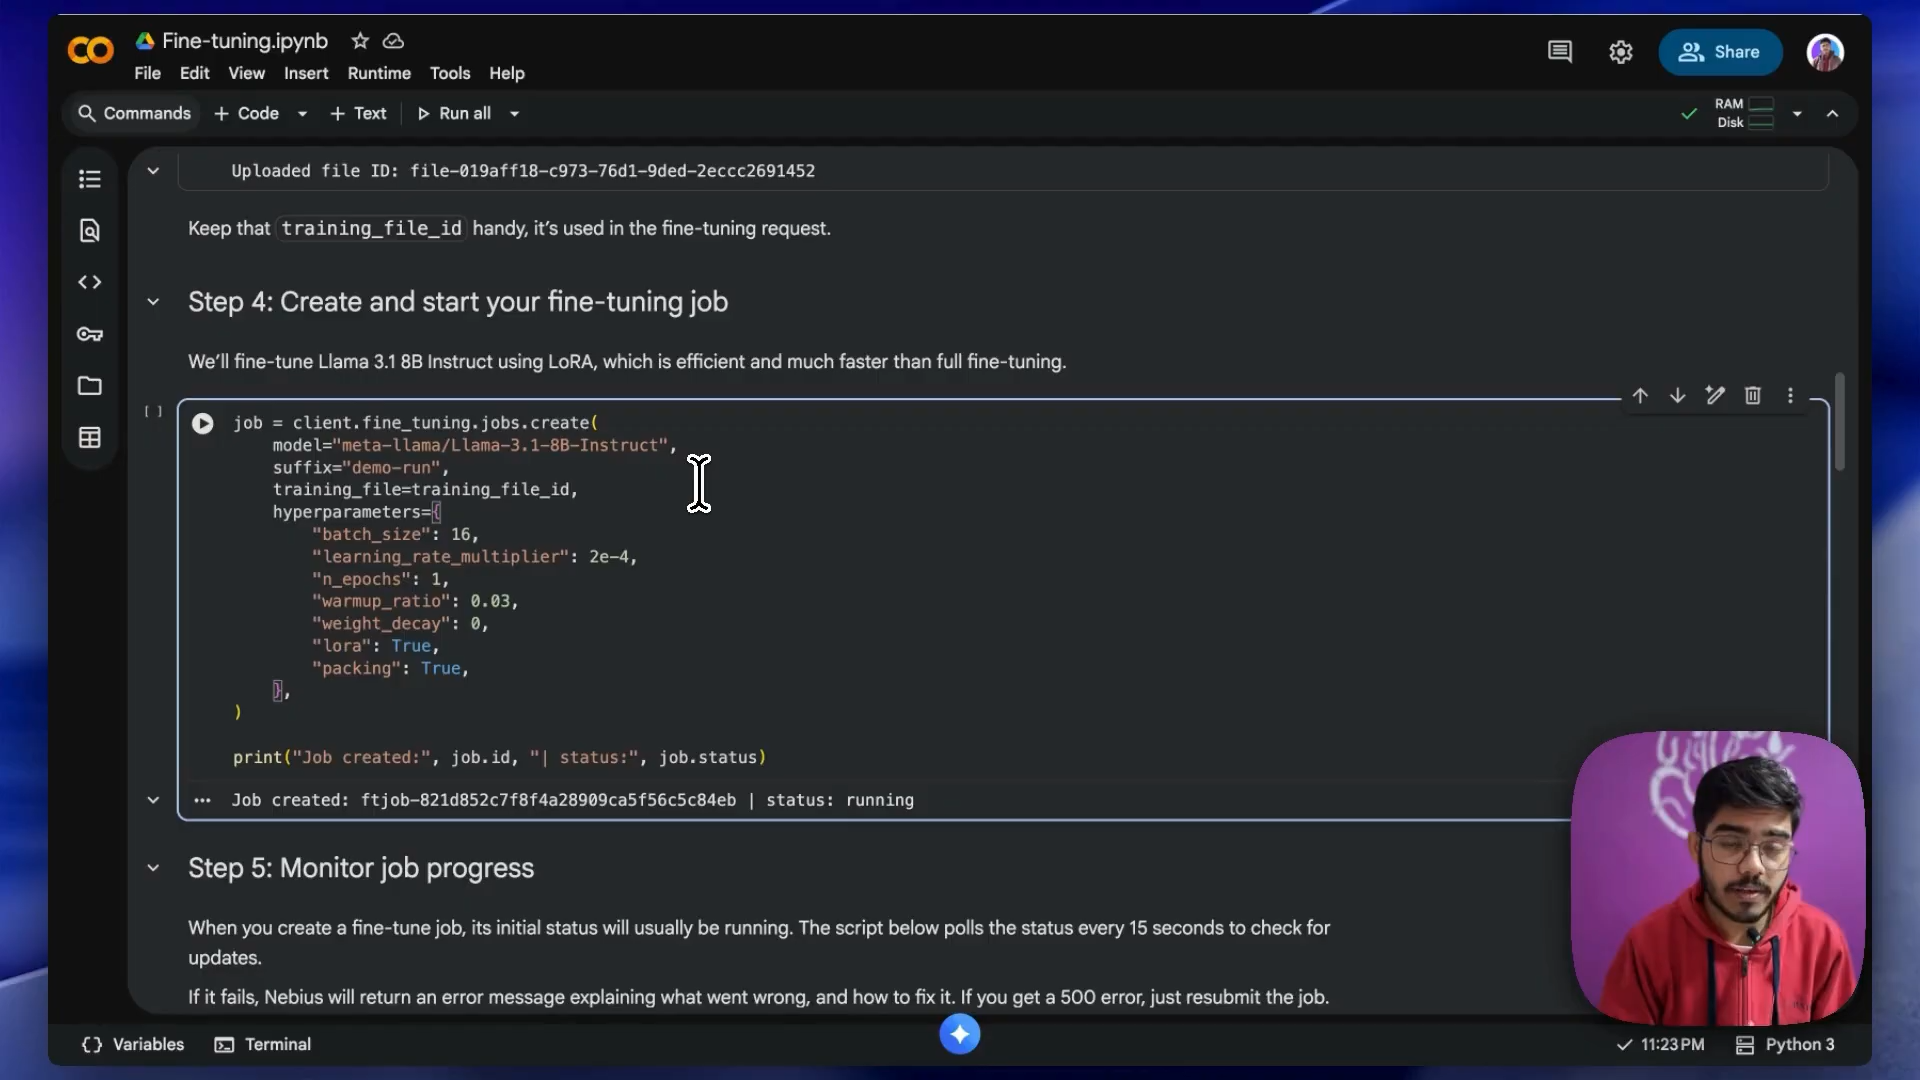 Fine-tuning.ipynb
File Edit View Insert Runtime Tools Help
Share
Commands + Code + Text Run all
RAM
Disk
Uploaded file ID: file-019aff18-c973-76d1-9ded-2eccc2691452
Keep that training_file_id handy, it's used in the fine-tuning request.
Step 4: Create and start your fine-tuning job
We'll fine-tune Llama 3.1 8B Instruct using LoRA, which is efficient and much faster than full fine-tuning.
[ ]
job = client.fine_tuning.jobs.create(
model="meta-llama/Llama-3.1-8B-Instruct",
suffix="demo-run",
training_file=training_file_id,
hyperparameters={
"batch_size": 16,
"learning_rate_multiplier": 2e-4,
"n_epochs": 1,
"warmup_ratio": 0.03,
"weight_decay": 0,
"lora": True,
"packing": True,
},
)
print("Job created:", job.id, "| status:", job.status)
Job created: ftjob-821d852c7f8f4a28909ca5f56c5c84eb | status: running
Step 5: Monitor job progress
When you create a fine-tune job, its initial status will usually be running. The script below polls the status every 15 seconds to check for
updates.
If it fails, Nebius will return an error message explaining what went wrong, and how to fix it. If you get a 500 error, just resubmit the job.
{} Variables Terminal
11:23 PM Python 3